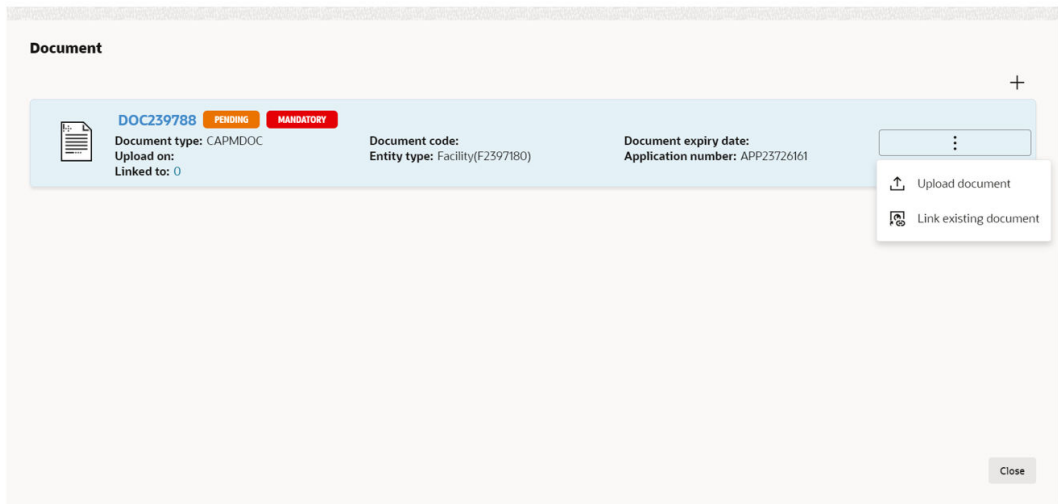 Document
+
DOC239788 PENDING MANDATORY
Document type: CAPMDOC Document code: Document expiry date:
Upload on: Entity type: Facility(F2397180) Application number: APP23726161
Linked to: 0
Upload document
Link existing document
Close